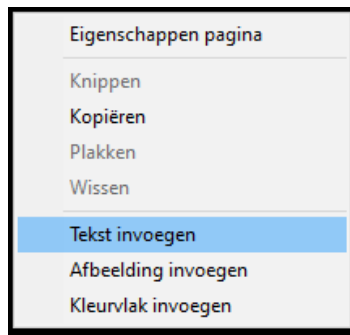 Eigenschappen pagina
Knippen
Kopiëren
Plakken
Wissen
Tekst invoegen
Afbeelding invoegen
Kleurvlak invoegen